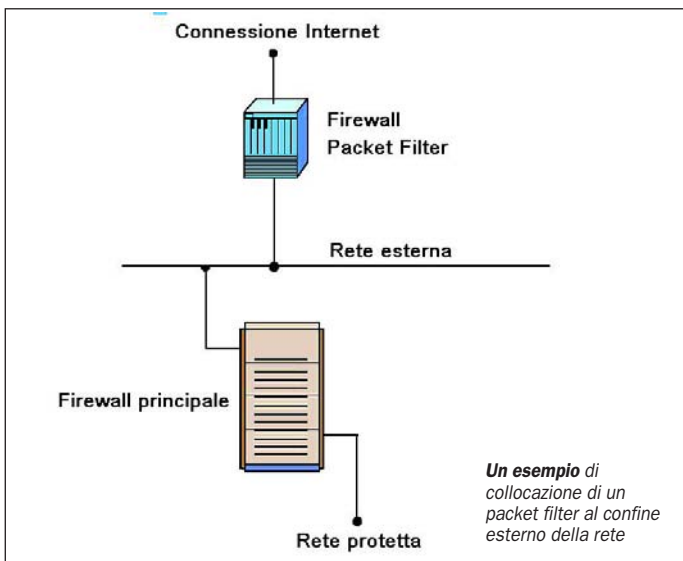 Connessione Internet
Firewall
Packet Filter
Rete esterna
Firewall principale
Un esempio di
collocazione di un
packet filter al confine
esterno della rete
Rete protetta